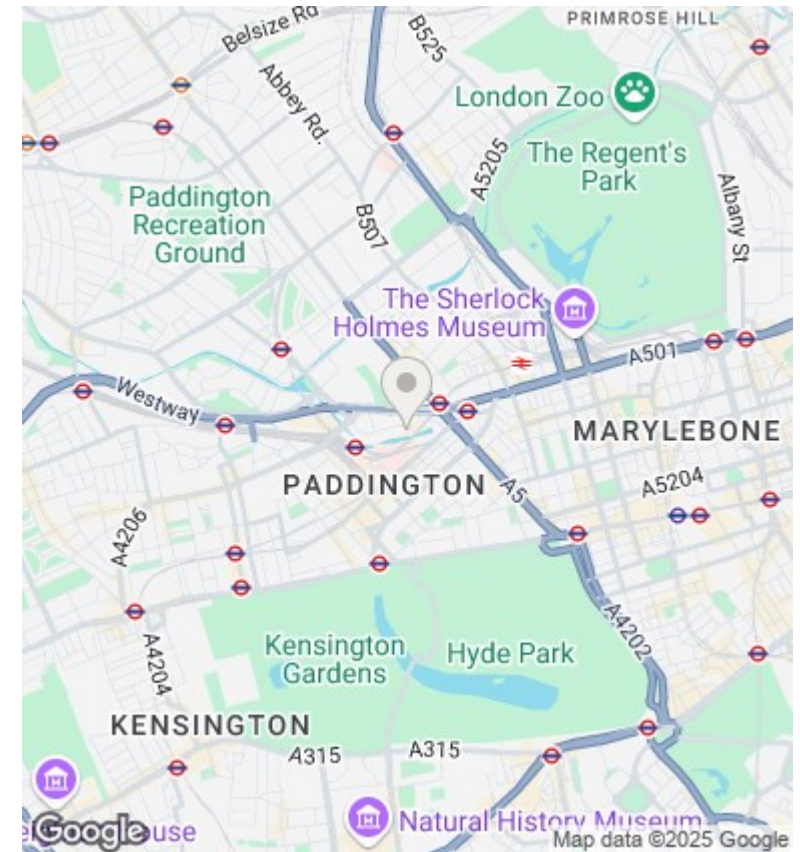 PRIMROSE HILL
Belsize Rd
B525
Abbey Rd.
London Zoo
The Regent's
Park
A5205
Albany St
Paddington
Recreation
Ground
B507
The Sherlock
Holmes Museum
A501
Westway
MARYLEBONE
PADDINGTON
A5
A5204
A4206
A4202
Kensington
Gardens
Hyde Park
A4204
KENSINGTON
A315
A315
Google
use
Natural History Museum
Map data ©2025 Google